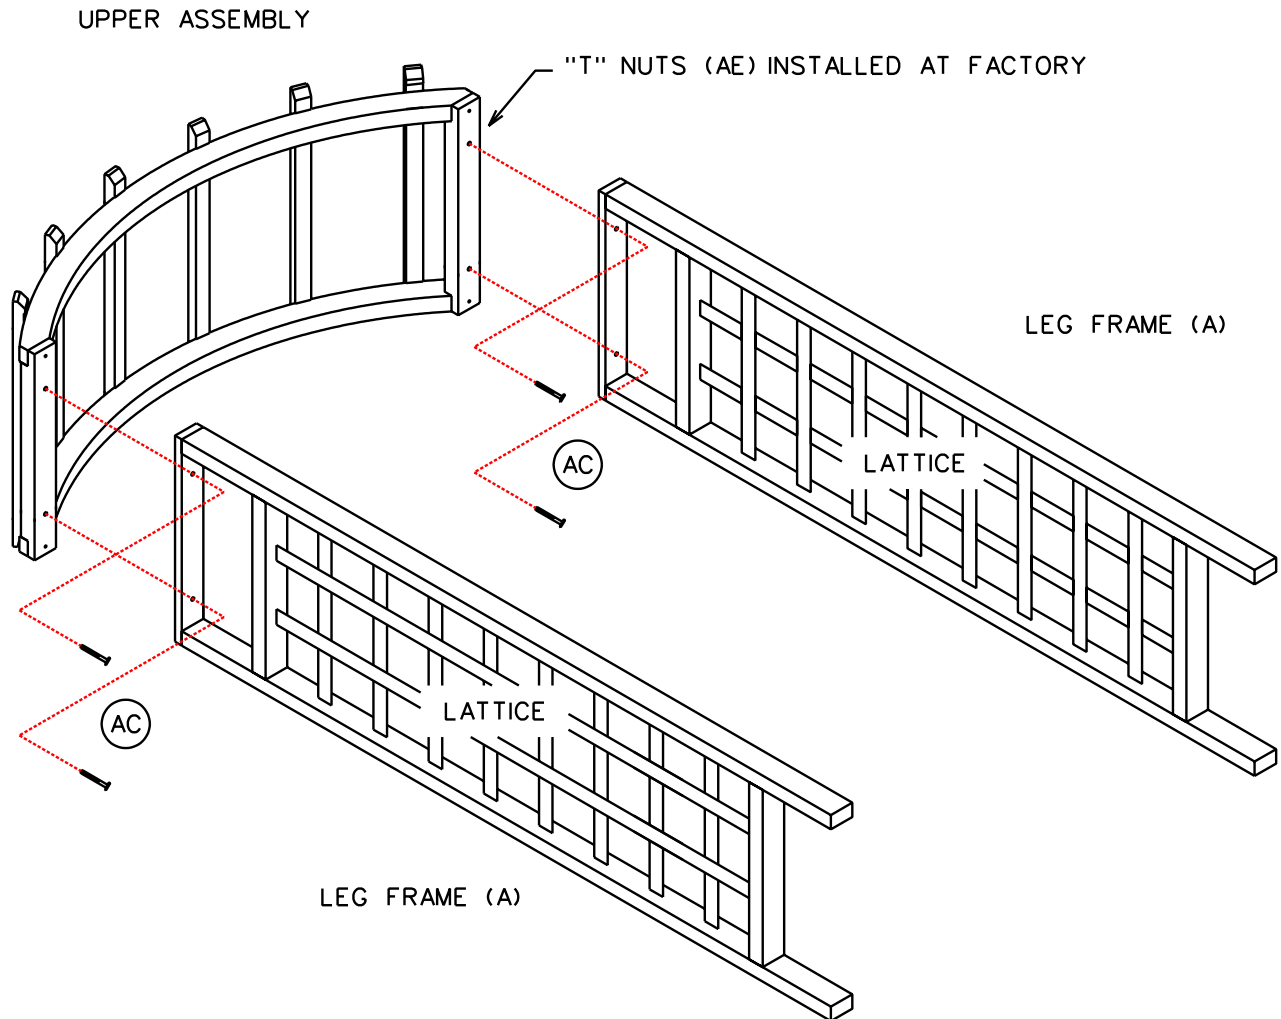 UPPER ASSEMBLY
"T" NUTS (AE) INSTALLED AT FACTORY
LEG FRAME (A)
LATTICE
AC
LATTICE
AC
LEG FRAME (A)